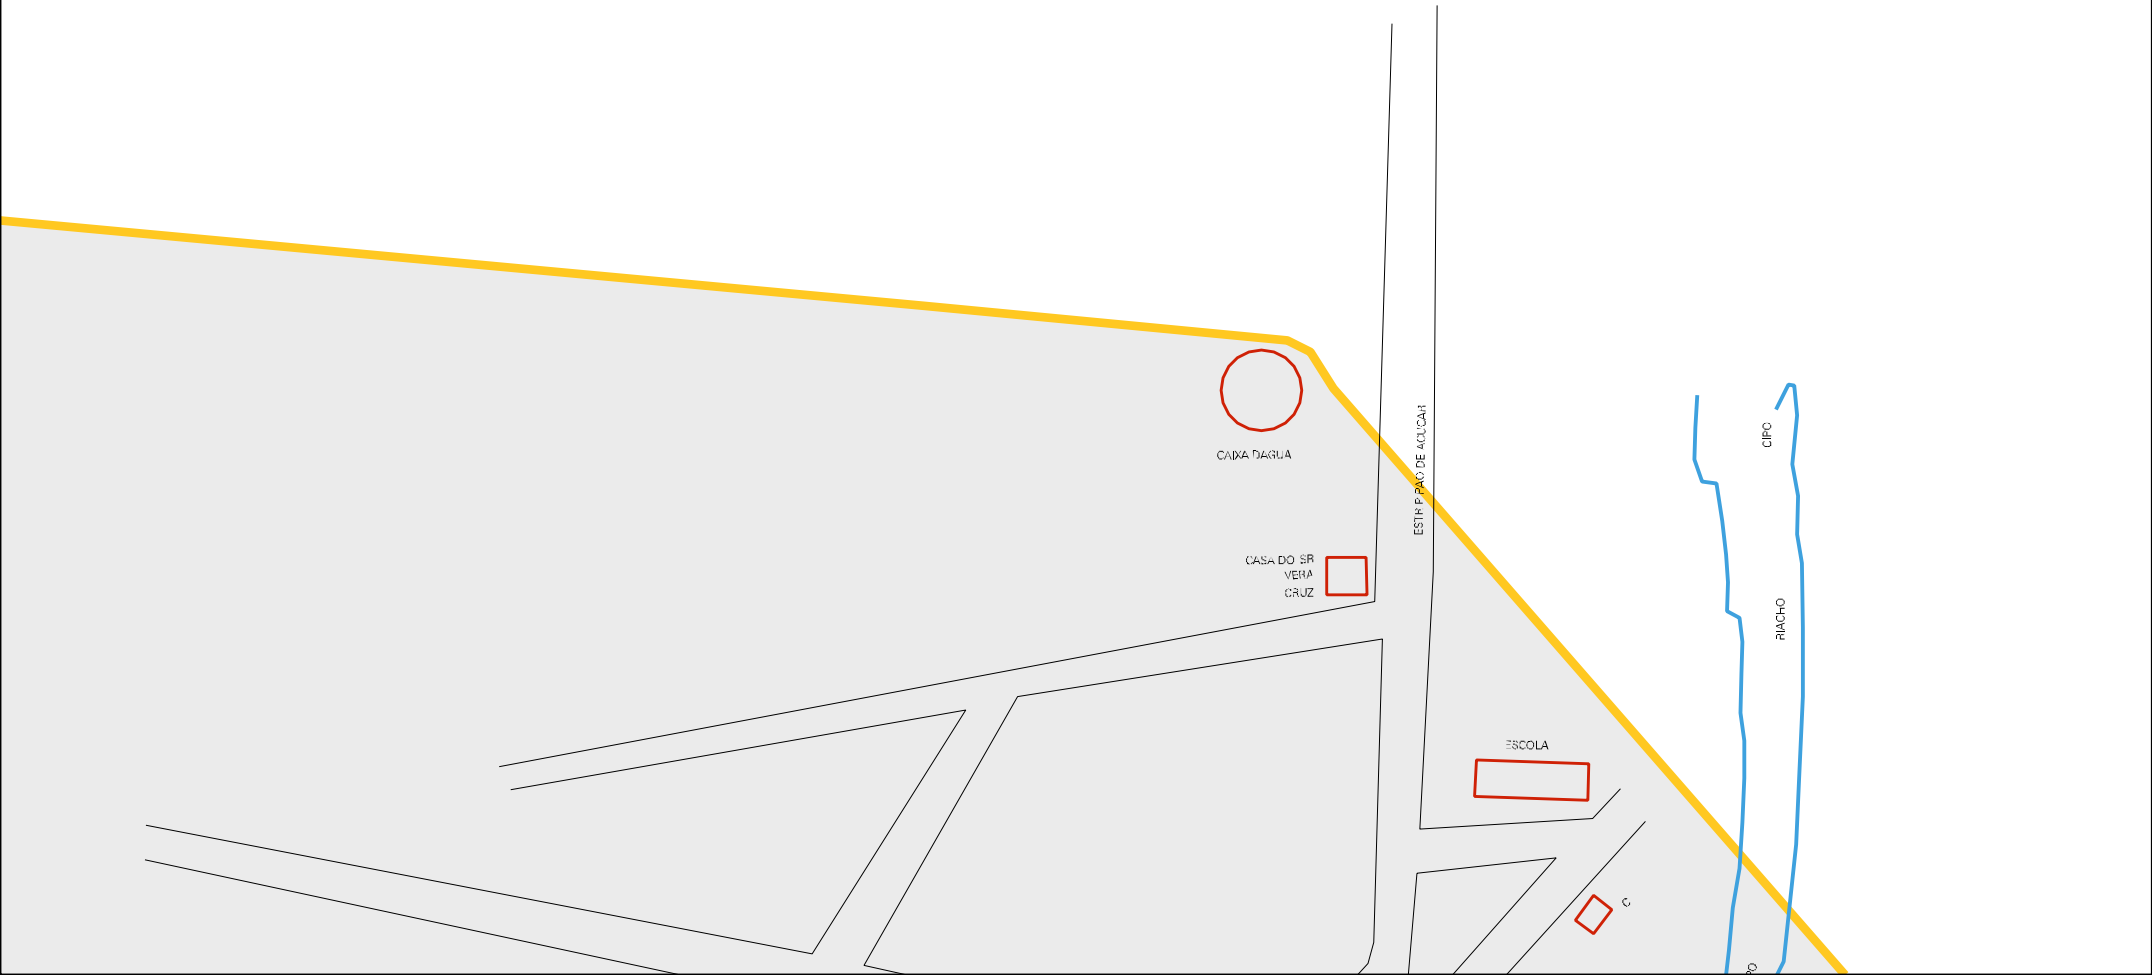 CIPO
CAIXA DAGUA
ESTR P PAO DE ACUCAR
CASA DO SR
VERA
CRUZ
RIACHO
ESCOLA
C